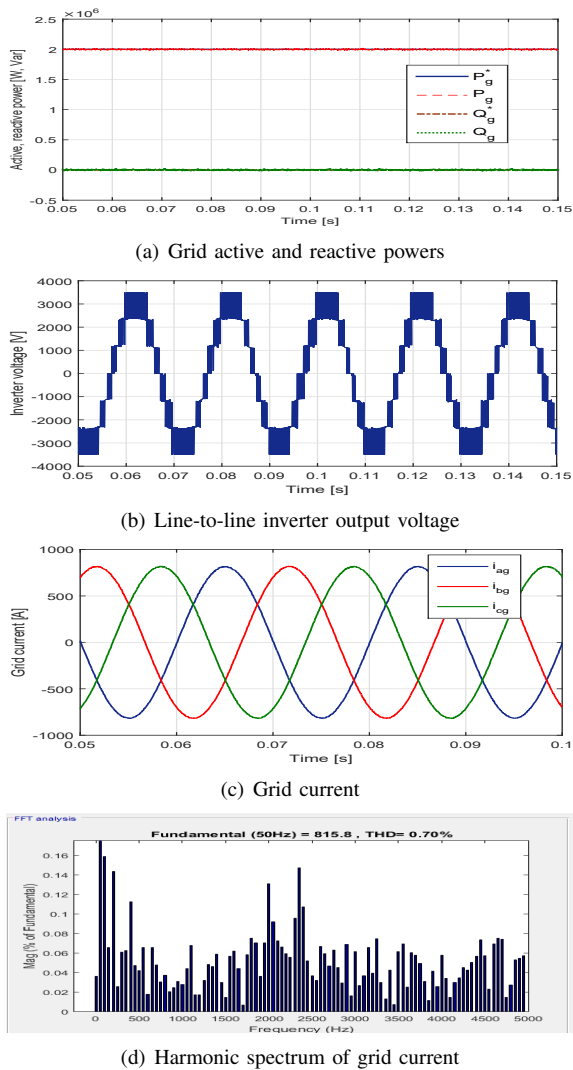 × 10⁶
2.5
2
1.5
1
0.5
0
-0.5
Active, reactive power [W, Var]
P*g
Pg
Q*g
Qg
0.05 0.06 0.07 0.08 0.09 0.1 0.11 0.12 0.13 0.14 0.15
Time [s]
(a) Grid active and reactive powers
4000
3000
2000
1000
0
-1000
-2000
-3000
-4000
Inverter voltage [V]
0.05 0.06 0.07 0.08 0.09 0.1 0.11 0.12 0.13 0.14 0.15
Time [s]
(b) Line-to-line inverter output voltage
1000
500
0
-500
-1000
Grid current [A]
iag
ibg
icg
0.05 0.06 0.07 0.08 0.09 0.1
Time [s]
(c) Grid current
FFT analysis
Fundamental (50Hz) = 815.8 , THD= 0.70%
0.16
0.14
0.12
0.1
0.08
0.06
0.04
0.02
0
Mag (% of Fundamental)
0 500 1000 1500 2000 2500 3000 3500 4000 4500 5000
Frequency (Hz)
(d) Harmonic spectrum of grid current